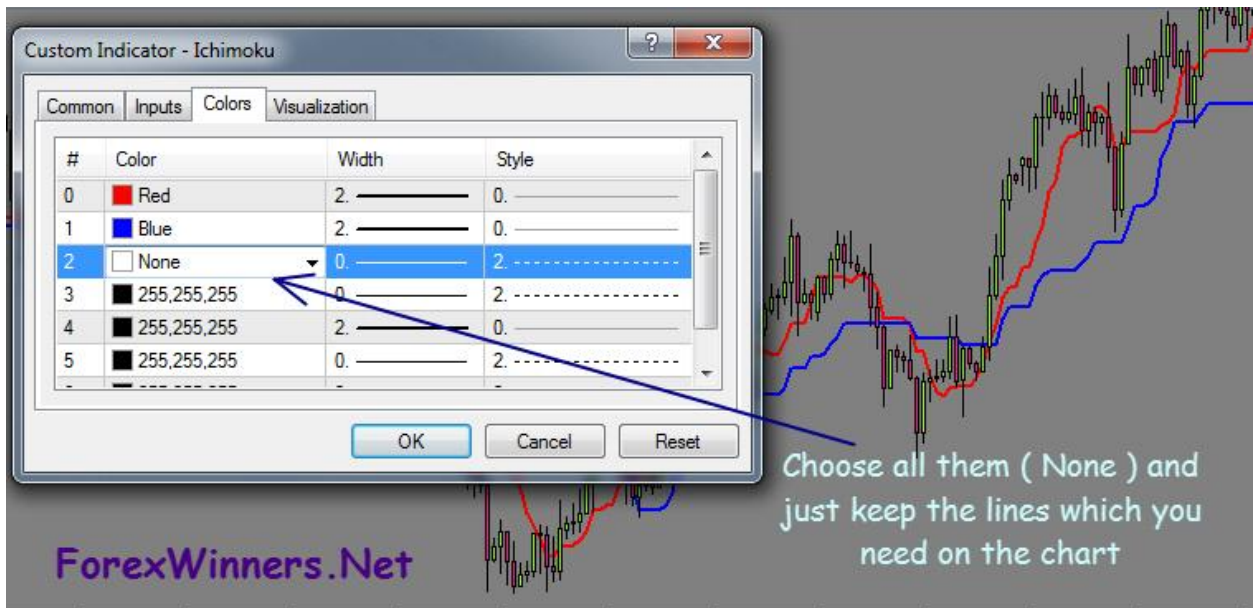 Custom Indicator - Ichimoku
?
X
Common Inputs Colors Visualization
# Color Width Style
0 Red 2. 0.
1 Blue 2. 0.
2 None 0. 2.
3 255,255,255 0. 2.
4 255,255,255 2. 0.
5 255,255,255 0. 2.
OK Cancel Reset
Choose all them ( None ) and
just keep the lines which you
need on the chart
ForexWinners.Net